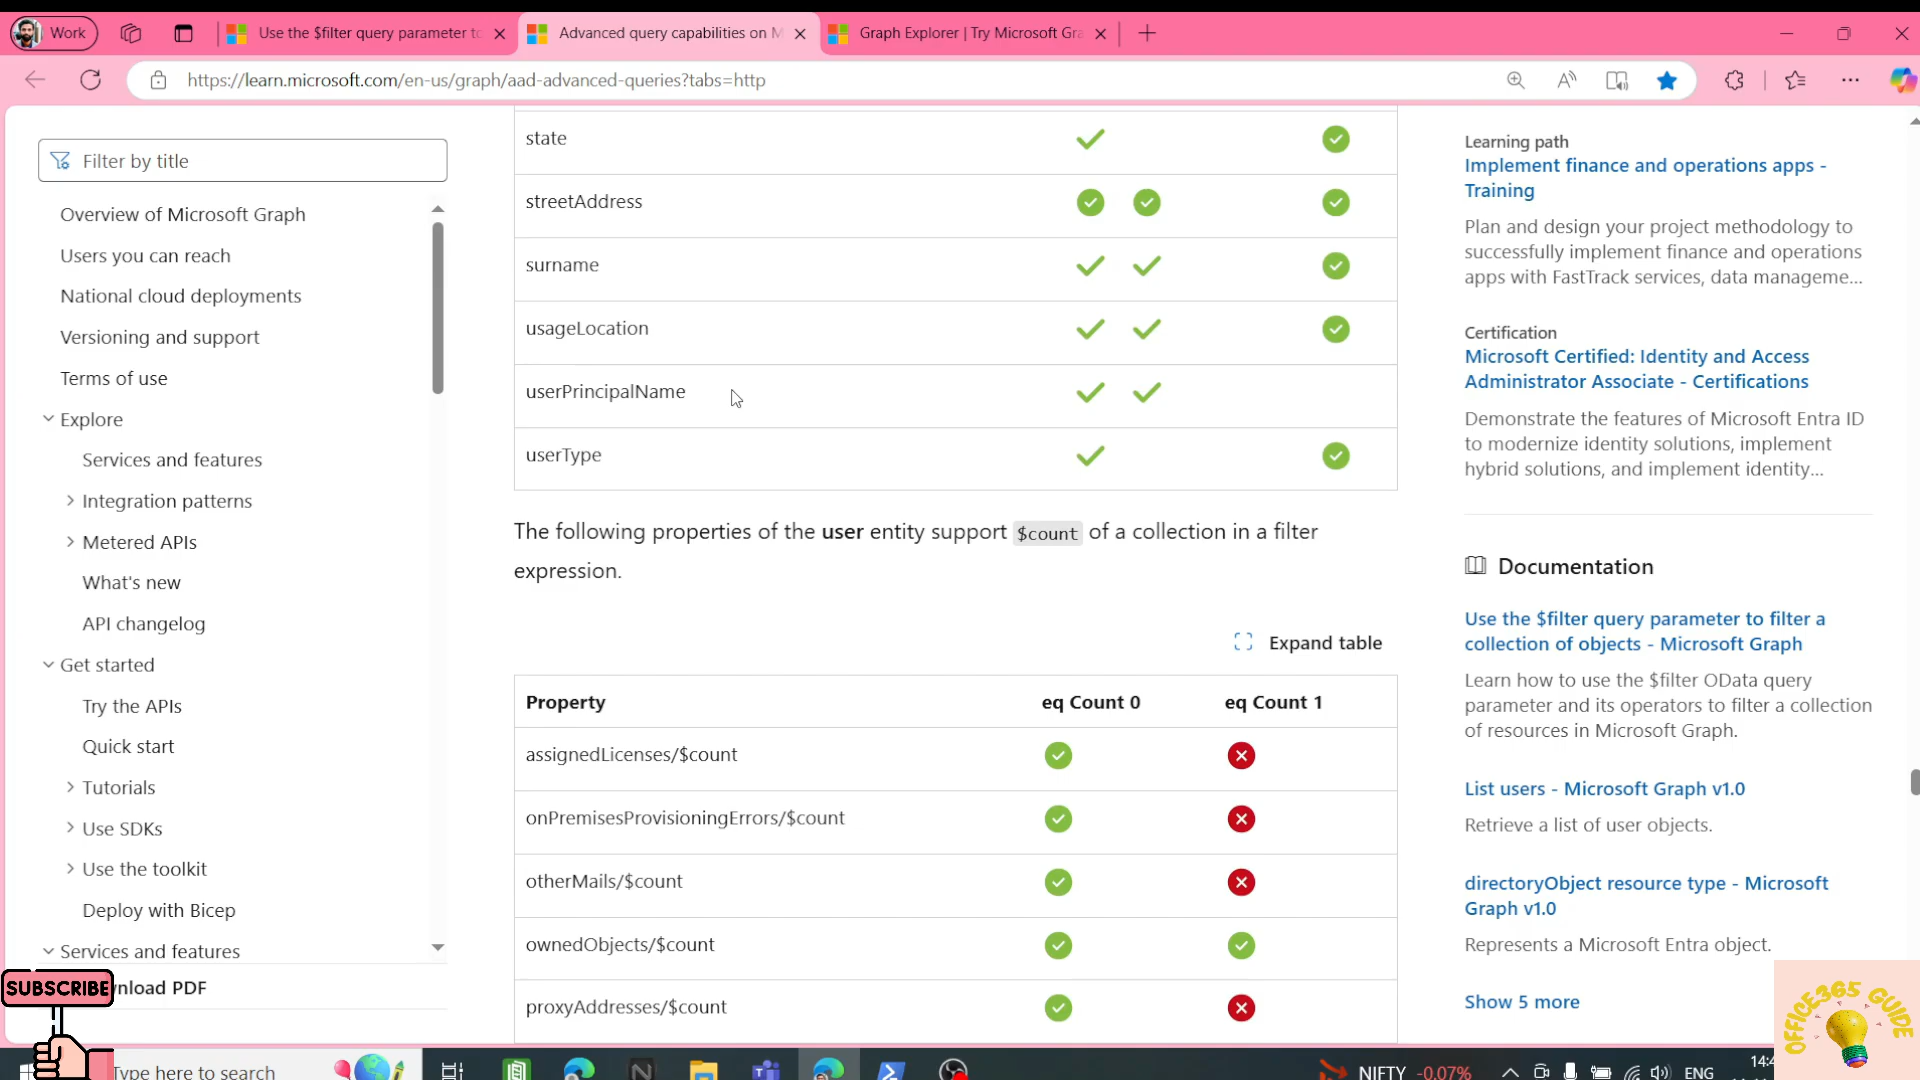 Work
Use the $filter query parameter to
Advanced query capabilities on M
Graph Explorer | Try Microsoft Gra
https://learn.microsoft.com/en-us/graph/aad-advanced-queries?tabs=http
Filter by title
Overview of Microsoft Graph
Users you can reach
National cloud deployments
Versioning and support
Terms of use
Explore
Services and features
Integration patterns
Metered APIs
What's new
API changelog
Get started
Try the APIs
Quick start
Tutorials
Use SDKs
Use the toolkit
Deploy with Bicep
Services and features
nload PDF
SUBSCRIBE
state
streetAddress
surname
usageLocation
userPrincipalName
userType
The following properties of the user entity support $count of a collection in a filter
expression.
Expand table
Property eq Count 0 eq Count 1
assignedLicenses/$count
onPremisesProvisioningErrors/$count
otherMails/$count
ownedObjects/$count
proxyAddresses/$count
Learning path
Implement finance and operations apps -
Training
Plan and design your project methodology to
successfully implement finance and operations
apps with FastTrack services, data manageme...
Certification
Microsoft Certified: Identity and Access
Administrator Associate - Certifications
Demonstrate the features of Microsoft Entra ID
to modernize identity solutions, implement
hybrid solutions, and implement identity...
Documentation
Use the $filter query parameter to filter a
collection of objects - Microsoft Graph
Learn how to use the $filter OData query
parameter and its operators to filter a collection
of resources in Microsoft Graph.
List users - Microsoft Graph v1.0
Retrieve a list of user objects.
directoryObject resource type - Microsoft
Graph v1.0
Represents a Microsoft Entra object.
Show 5 more
OFFICE365 GUIDE
Type here to search
NIFTY -0.07%
ENG
14:4